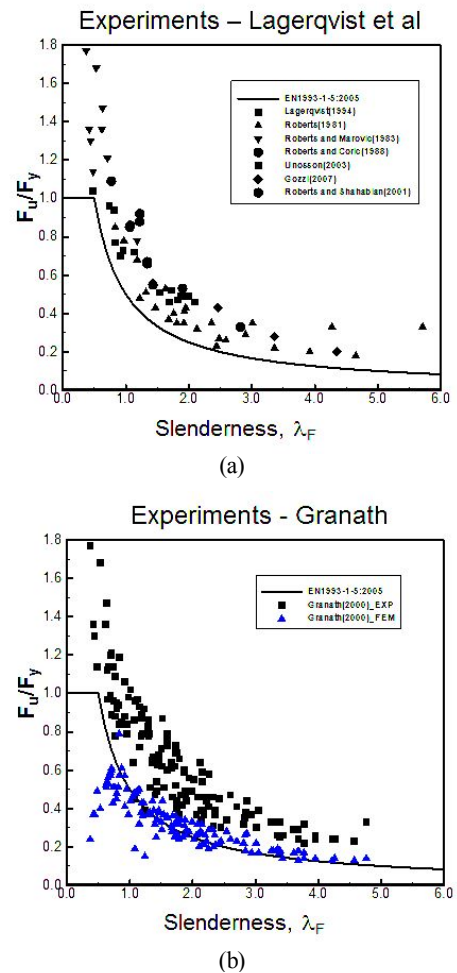 Experiments – Lagerqvist et al
1.8
1.6
1.4
1.2
1.0
0.8
0.6
0.4
0.2
0.0
Fu/Fy
EN1993-1-5:2005
Lagerqvist(1994)
Roberts(1981)
Roberts and Marovic(1983)
Roberts and Coric(1988)
Unosson(2003)
Gozzi(2007)
Roberts and Shahabian(2001)
0.0 1.0 2.0 3.0 4.0 5.0 6.0
Slenderness, λF
(a)
Experiments - Granath
1.8
1.6
1.4
1.2
1.0
0.8
0.6
0.4
0.2
0.0
Fu/Fy
EN1993-1-5:2005
Granath(2000)_EXP
Granath(2000)_FEM
0.0 1.0 2.0 3.0 4.0 5.0 6.0
Slenderness, λF
(b)